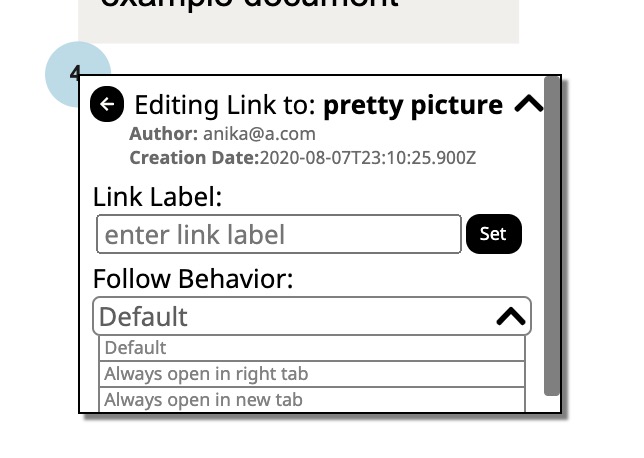 example document
4
Editing Link to: pretty picture
Author: anika@a.com
Creation Date:2020-08-07T23:10:25.900Z
Link Label:
enter link label
Set
Follow Behavior:
Default
Default
Always open in right tab
Always open in new tab